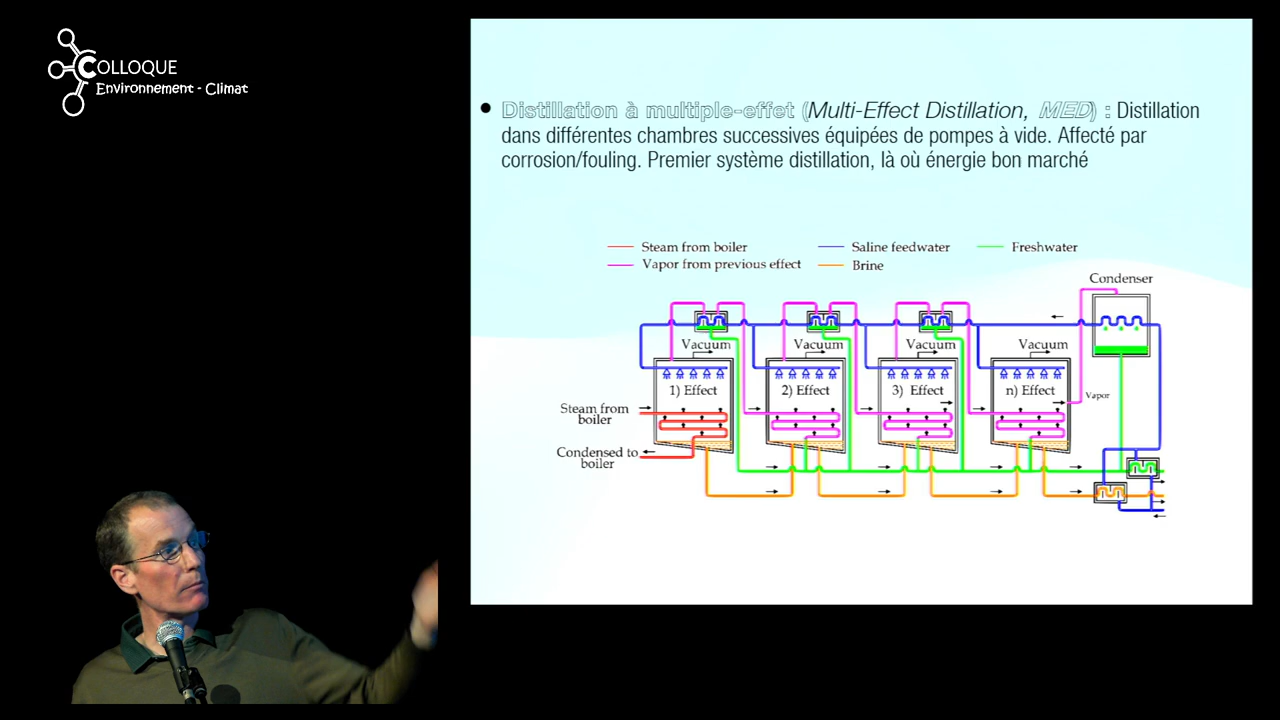 COLLOQUE
Environnement - Climat
• Distillation à multiple-effet (Multi-Effect Distillation, MED) : Distillation
dans différentes chambres successives équipées de pompes à vide. Affecté par
corrosion/fouling. Premier système distillation, là où énergie bon marché
Steam from boiler
Saline feedwater
Freshwater
Vapor from previous effect
Brine
Condenser
Vacuum
Vacuum
Vacuum
Vacuum
1) Effect
2) Effect
3) Effect
n) Effect
Vapor
Steam from
boiler
Condensed to
boiler